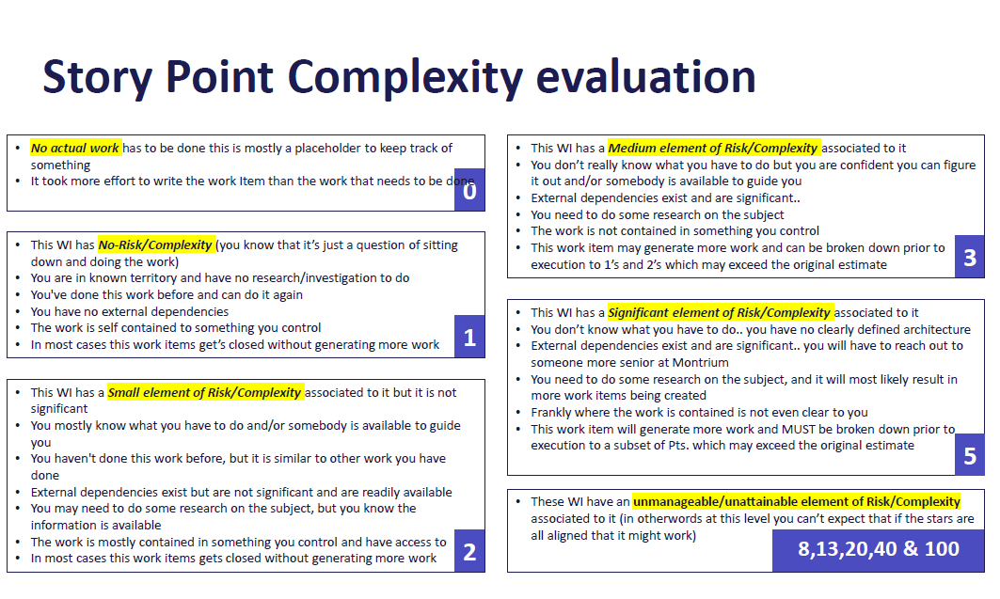 Story Point Complexity evaluation
• No actual work has to be done this is mostly a placeholder to keep track of
something
• It took more effort to write the work Item than the work that needs to be done
0
• This WI has No-Risk/Complexity (you know that it's just a question of sitting
down and doing the work)
• You are in known territory and have no research/investigation to do
• You've done this work before and can do it again
• You have no external dependencies
• The work is self contained to something you control
• In most cases this work items get's closed without generating more work
1
• This WI has a Small element of Risk/Complexity associated to it but it is not
significant
• You mostly know what you have to do and/or somebody is available to guide
you
• You haven't done this work before, but it is similar to other work you have
done
• External dependencies exist but are not significant and are readily available
• You may need to do some research on the subject, but you know the
information is available
• The work is mostly contained in something you control and have access to
• In most cases this work items gets closed without generating more work
2
• This WI has a Medium element of Risk/Complexity associated to it
• You don't really know what you have to do but you are confident you can figure
it out and/or somebody is available to guide you
• External dependencies exist and are significant..
• You need to do some research on the subject
• The work is not contained in something you control
• This work item may generate more work and can be broken down prior to
execution to 1's and 2's which may exceed the original estimate
3
• This WI has a Significant element of Risk/Complexity associated to it
• You don't know what you have to do.. you have no clearly defined architecture
• External dependencies exist and are significant.. you will have to reach out to
someone more senior at Montrium
• You need to do some research on the subject, and it will most likely result in
more work items being created
• Frankly where the work is contained is not even clear to you
• This work item will generate more work and MUST be broken down prior to
execution to a subset of Pts. which may exceed the original estimate
5
• These WI have an unmanageable/unattainable element of Risk/Complexity
associated to it (in otherwords at this level you can't expect that if the stars are
all aligned that it might work)
8,13,20,40 & 100